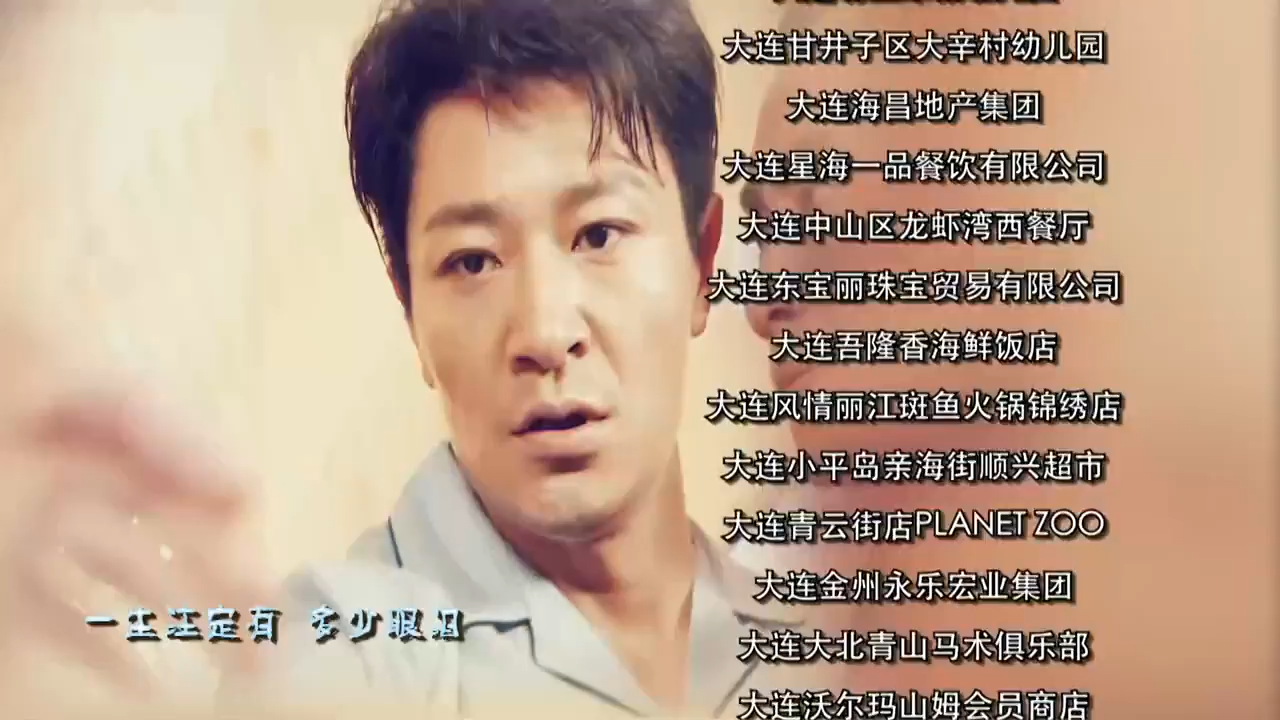 大连甘井子区大辛村幼儿园
大连海昌地产集团
大连星海一品餐饮有限公司
大连中山区龙虾湾西餐厅
大连东宝丽珠宝贸易有限公司
大连吾隆香海鲜饭店
大连风情丽江斑鱼火锅锦绣店
大连小平岛亲海街顺兴超市
大连青云街店PLANET ZOO
大连金州永乐宏业集团
大连大北青山马术俱乐部
大连沃尔玛山姆会员商店
一生注定有 多少眼泪